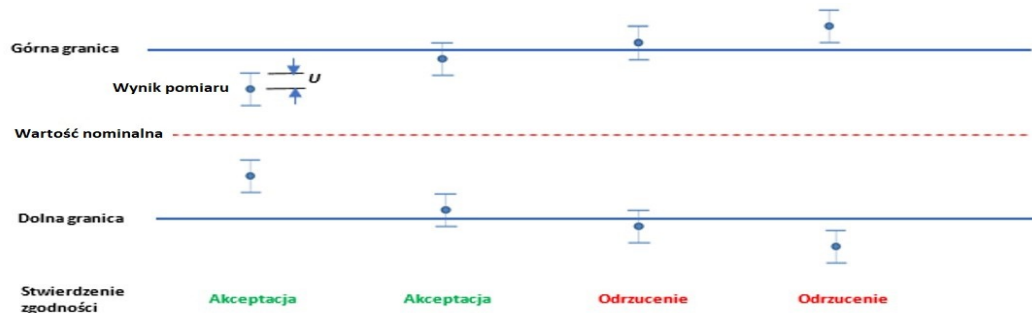 Górna granica
U
Wynik pomiaru
Wartość nominalna
Dolna granica
Stwierdzenie
zgodności
Akceptacja
Akceptacja
Odrzucenie
Odrzucenie